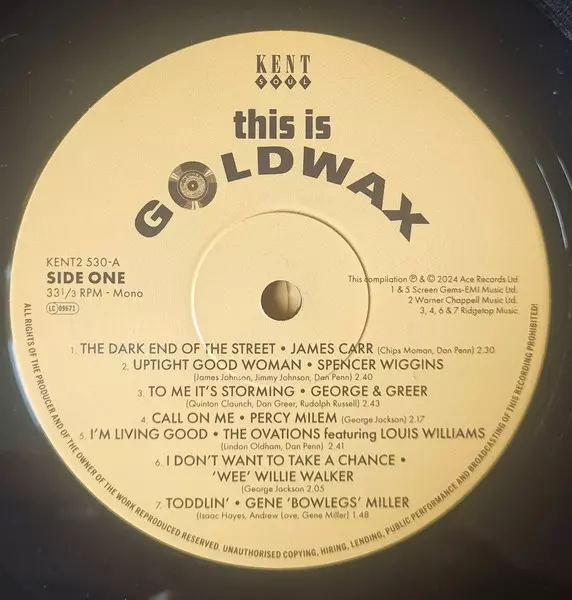 KENT
SOUL
this is
GOLDWAX
KENT2 530-A
SIDE ONE
33 1/3 RPM - Mono
LC 09671
This compilation ℗ & © 2024 Ace Records Ltd.
1 & 5 Screen Gems-EMI Music Ltd.
2 Warner Chappell Music Ltd.
3, 4, 6 & 7 Ridgetop Music.
1. THE DARK END OF THE STREET • JAMES CARR (Chips Moman, Dan Penn) 2.30
2. UPTIGHT GOOD WOMAN • SPENCER WIGGINS
(James Johnson, Jimmy Johnson, Dan Penn) 2.40
3. TO ME IT'S STORMING • GEORGE & GREER
(Quinton Claunch, Dan Greer, Rudolph Russell) 2.43
4. CALL ON ME • PERCY MILEM (George Jackson) 2.17
5. I'M LIVING GOOD • THE OVATIONS featuring LOUIS WILLIAMS
(Lindon Oldham, Dan Penn) 2.41
6. I DON'T WANT TO TAKE A CHANCE •
'WEE' WILLIE WALKER
(George Jackson) 2.05
7. TODDLIN' • GENE 'BOWLEGS' MILLER
(Isaac Hayes, Andrew Love, Gene Miller) 1.48
ALL RIGHTS OF THE PRODUCER AND OF THE OWNER OF THE WORK REPRODUCED RESERVED. UNAUTHORISED COPYING, HIRING, LENDING, PUBLIC PERFORMANCE AND BROADCASTING OF THIS RECORDING PROHIBITED!